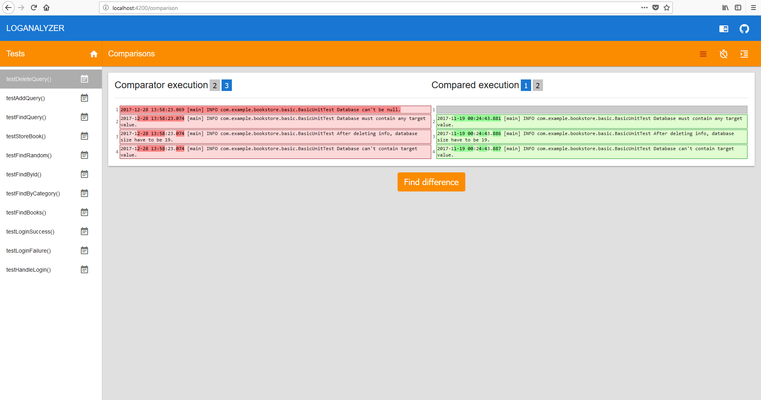 localhost:4200/comparison
LOGANALYZER
Tests
Comparisons
testDeleteQuery()
testAddQuery()
testFindQuery()
testStoreBook()
testFindRandom()
testFindById()
testFindByCategory()
testFindBooks()
testLoginSuccess()
testLoginFailure()
testHandleLogin()
Comparator execution 2 3
1 2017-12-28 13:58:23.069 [main] INFO com.example.bookstore.basic.BasicUnitTest Database can't be null.
2 2017-12-28 13:58:23.074 [main] INFO com.example.bookstore.basic.BasicUnitTest Database must contain any target
value.
3 2017-12-28 13:58:23.074 [main] INFO com.example.bookstore.basic.BasicUnitTest After deleting info, database
size have to be 19.
4 2017-12-28 13:58:23.074 [main] INFO com.example.bookstore.basic.BasicUnitTest Database can't contain target
value.
Compared execution 1 2
1
2 2017-11-19 00:24:43.881 [main] INFO com.example.bookstore.basic.BasicUnitTest Database must contain any target
value.
3 2017-11-19 00:24:43.886 [main] INFO com.example.bookstore.basic.BasicUnitTest After deleting info, database
size have to be 19.
4 2017-11-19 00:24:43.887 [main] INFO com.example.bookstore.basic.BasicUnitTest Database can't contain target
value.
Find difference